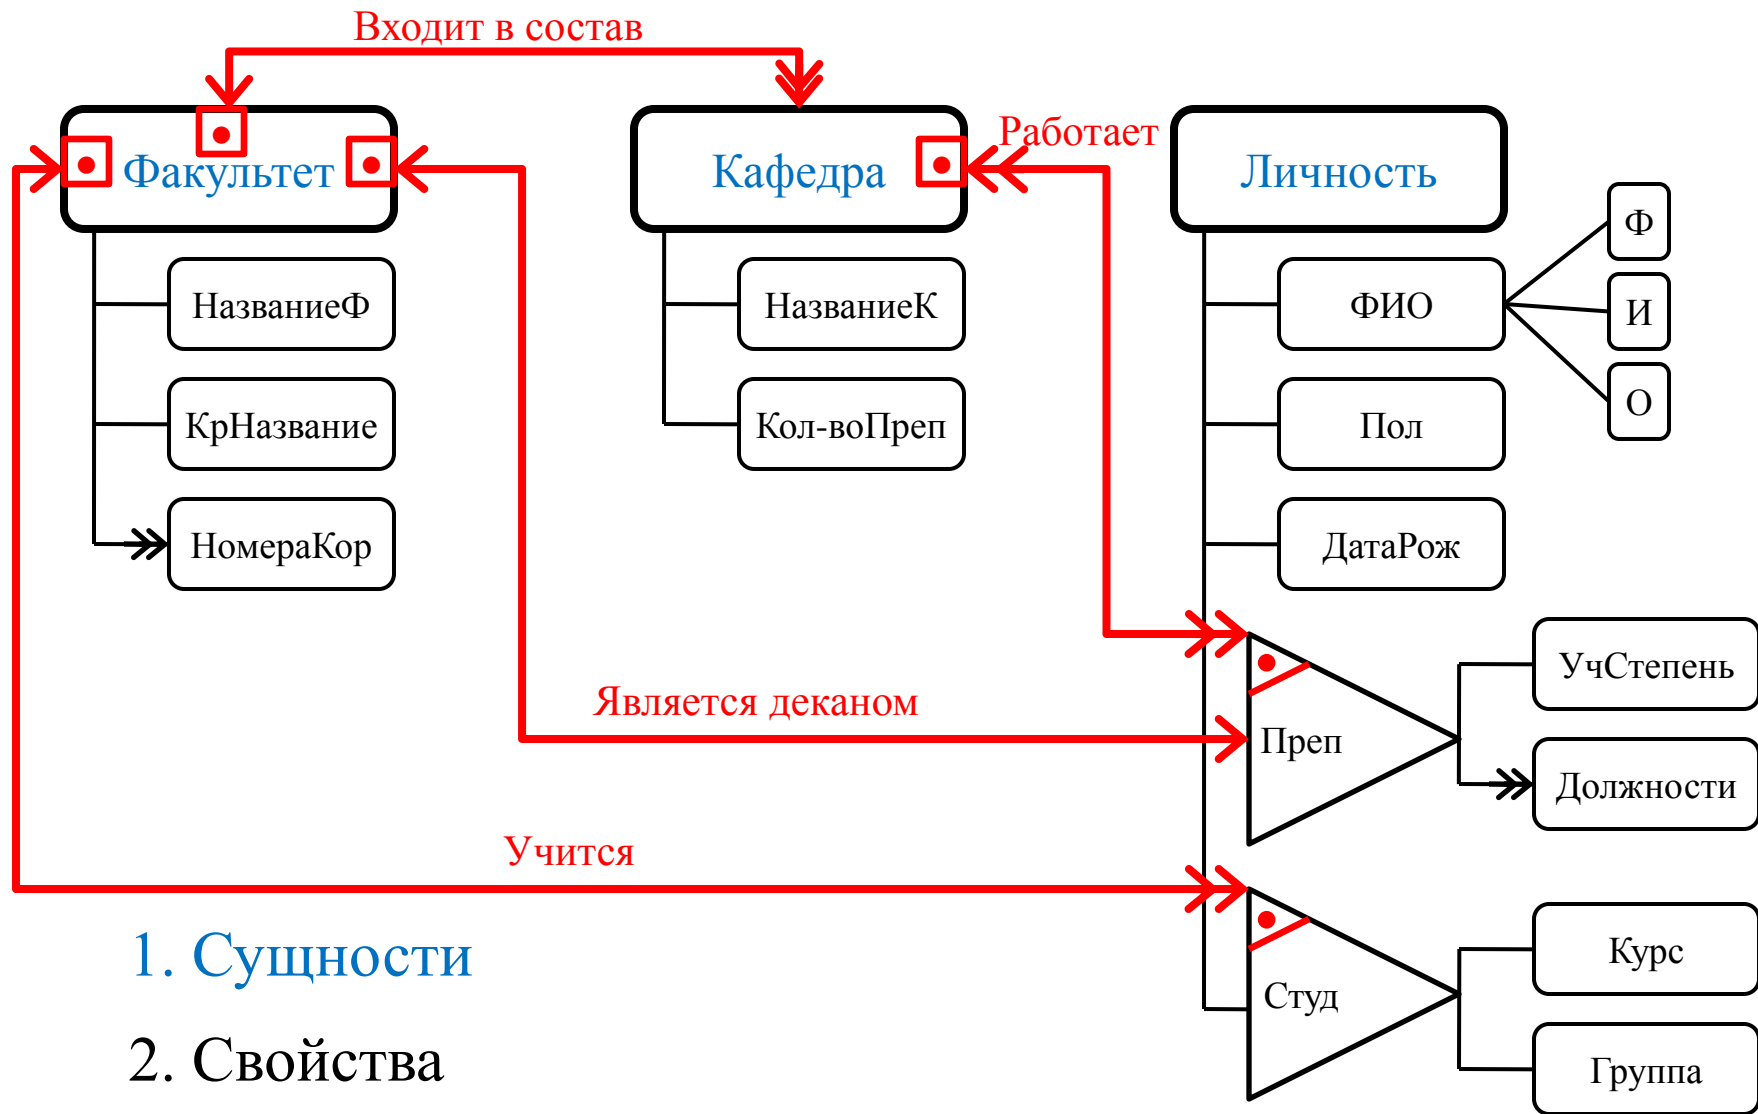 Входит в состав
Факультет
Кафедра
Работает
Личность
НазваниеФ
КрНазвание
НомераКор
НазваниеК
Кол-воПреп
ФИО
Ф
И
О
Пол
ДатаРож
Является деканом
Преп
УчСтепень
Должности
Учится
Студ
Курс
Группа
1. Сущности
2. Свойства